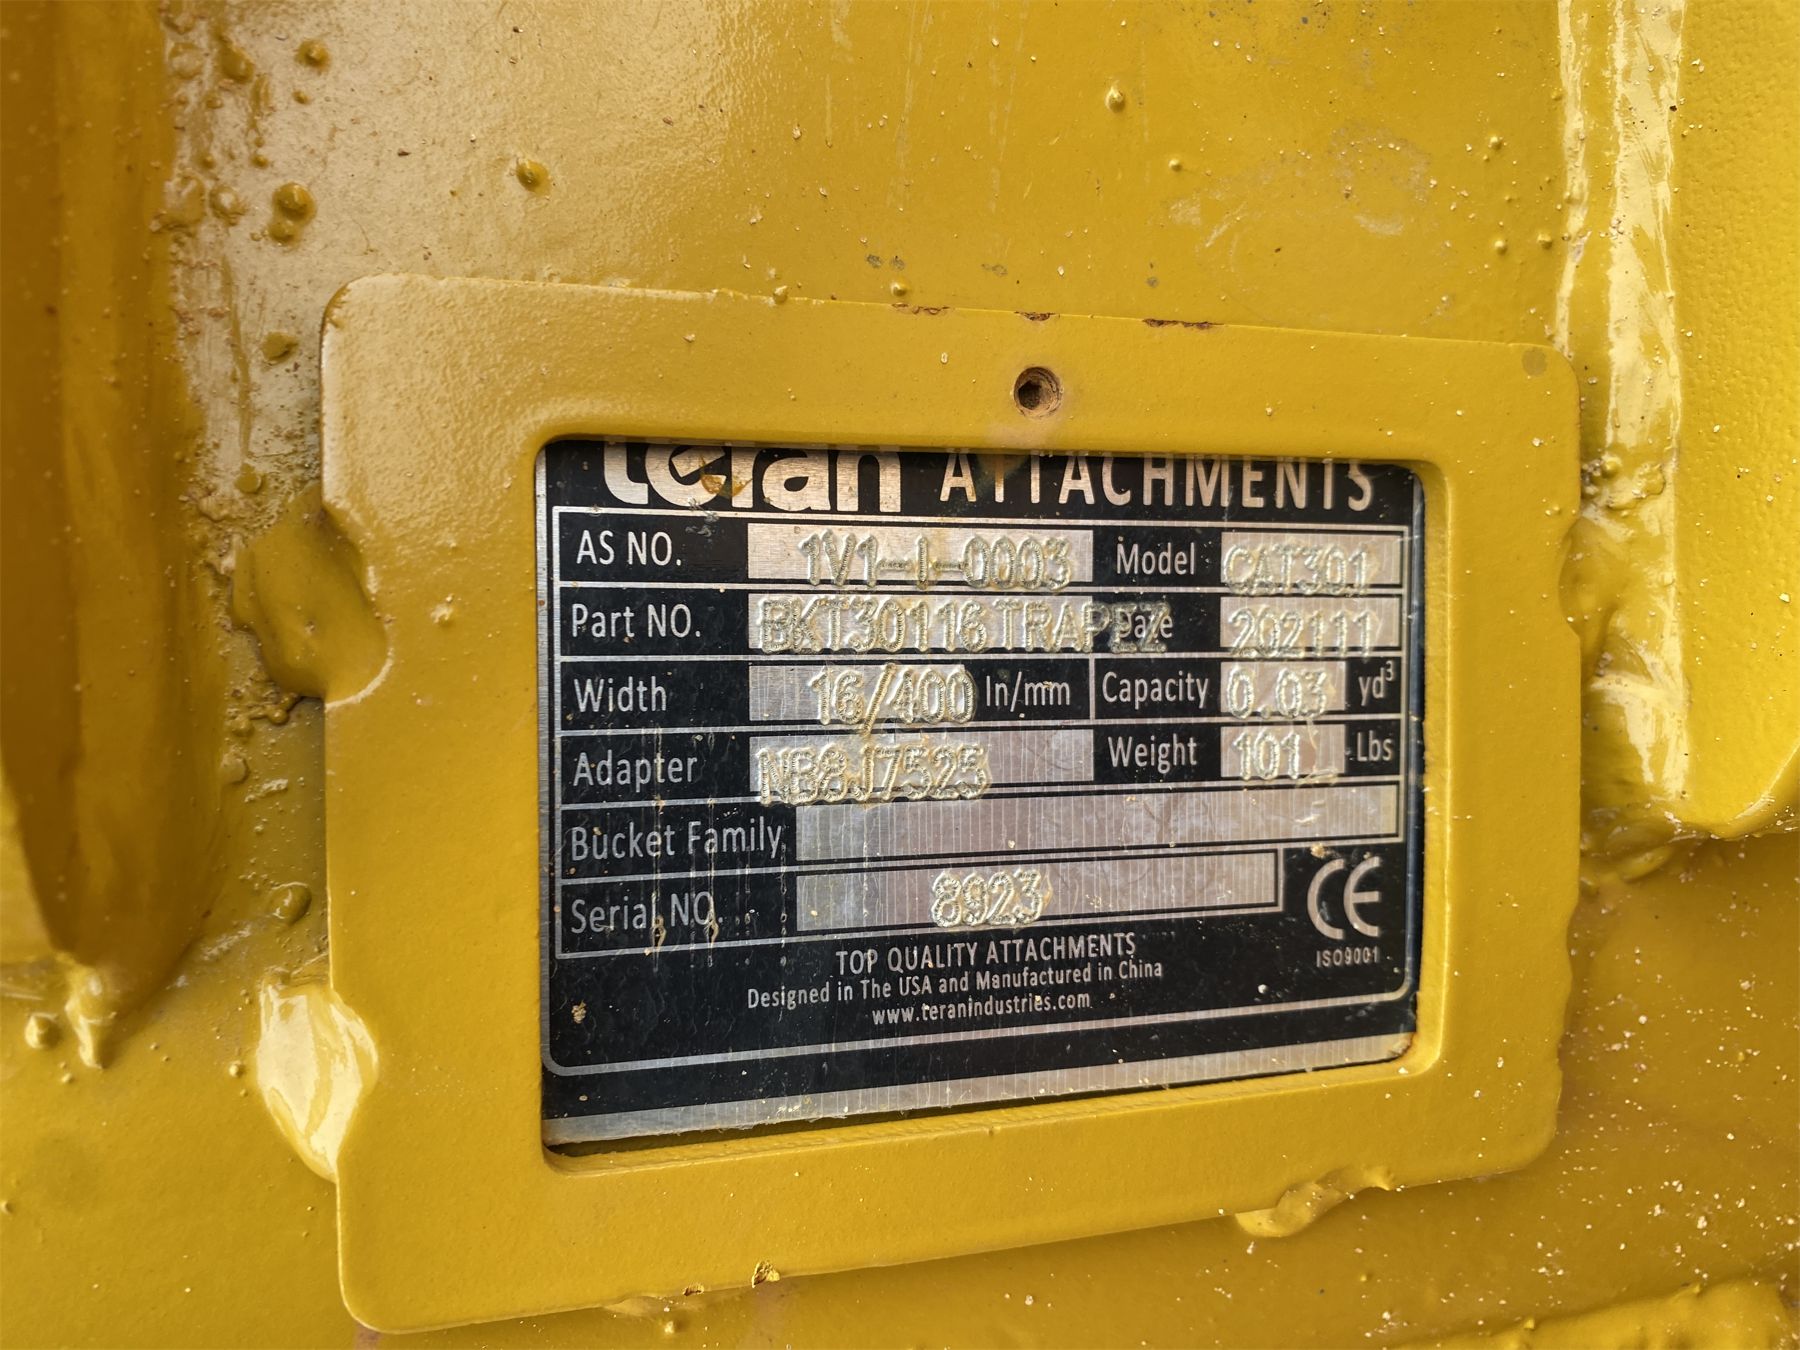 teran ATTACHMENTS
AS NO. 1V1-I-0003 Model CAT301
Part NO. BKT30116TRAPEZ Date 202111
Width 16/400 In/mm Capacity 0.03 yd³
Adapter NB8J7525 Weight 101 Lbs
Bucket Family
Serial NO. 8923
CE
ISO9001
TOP QUALITY ATTACHMENTS
Designed in The USA and Manufactured in China
www.teranindustries.com